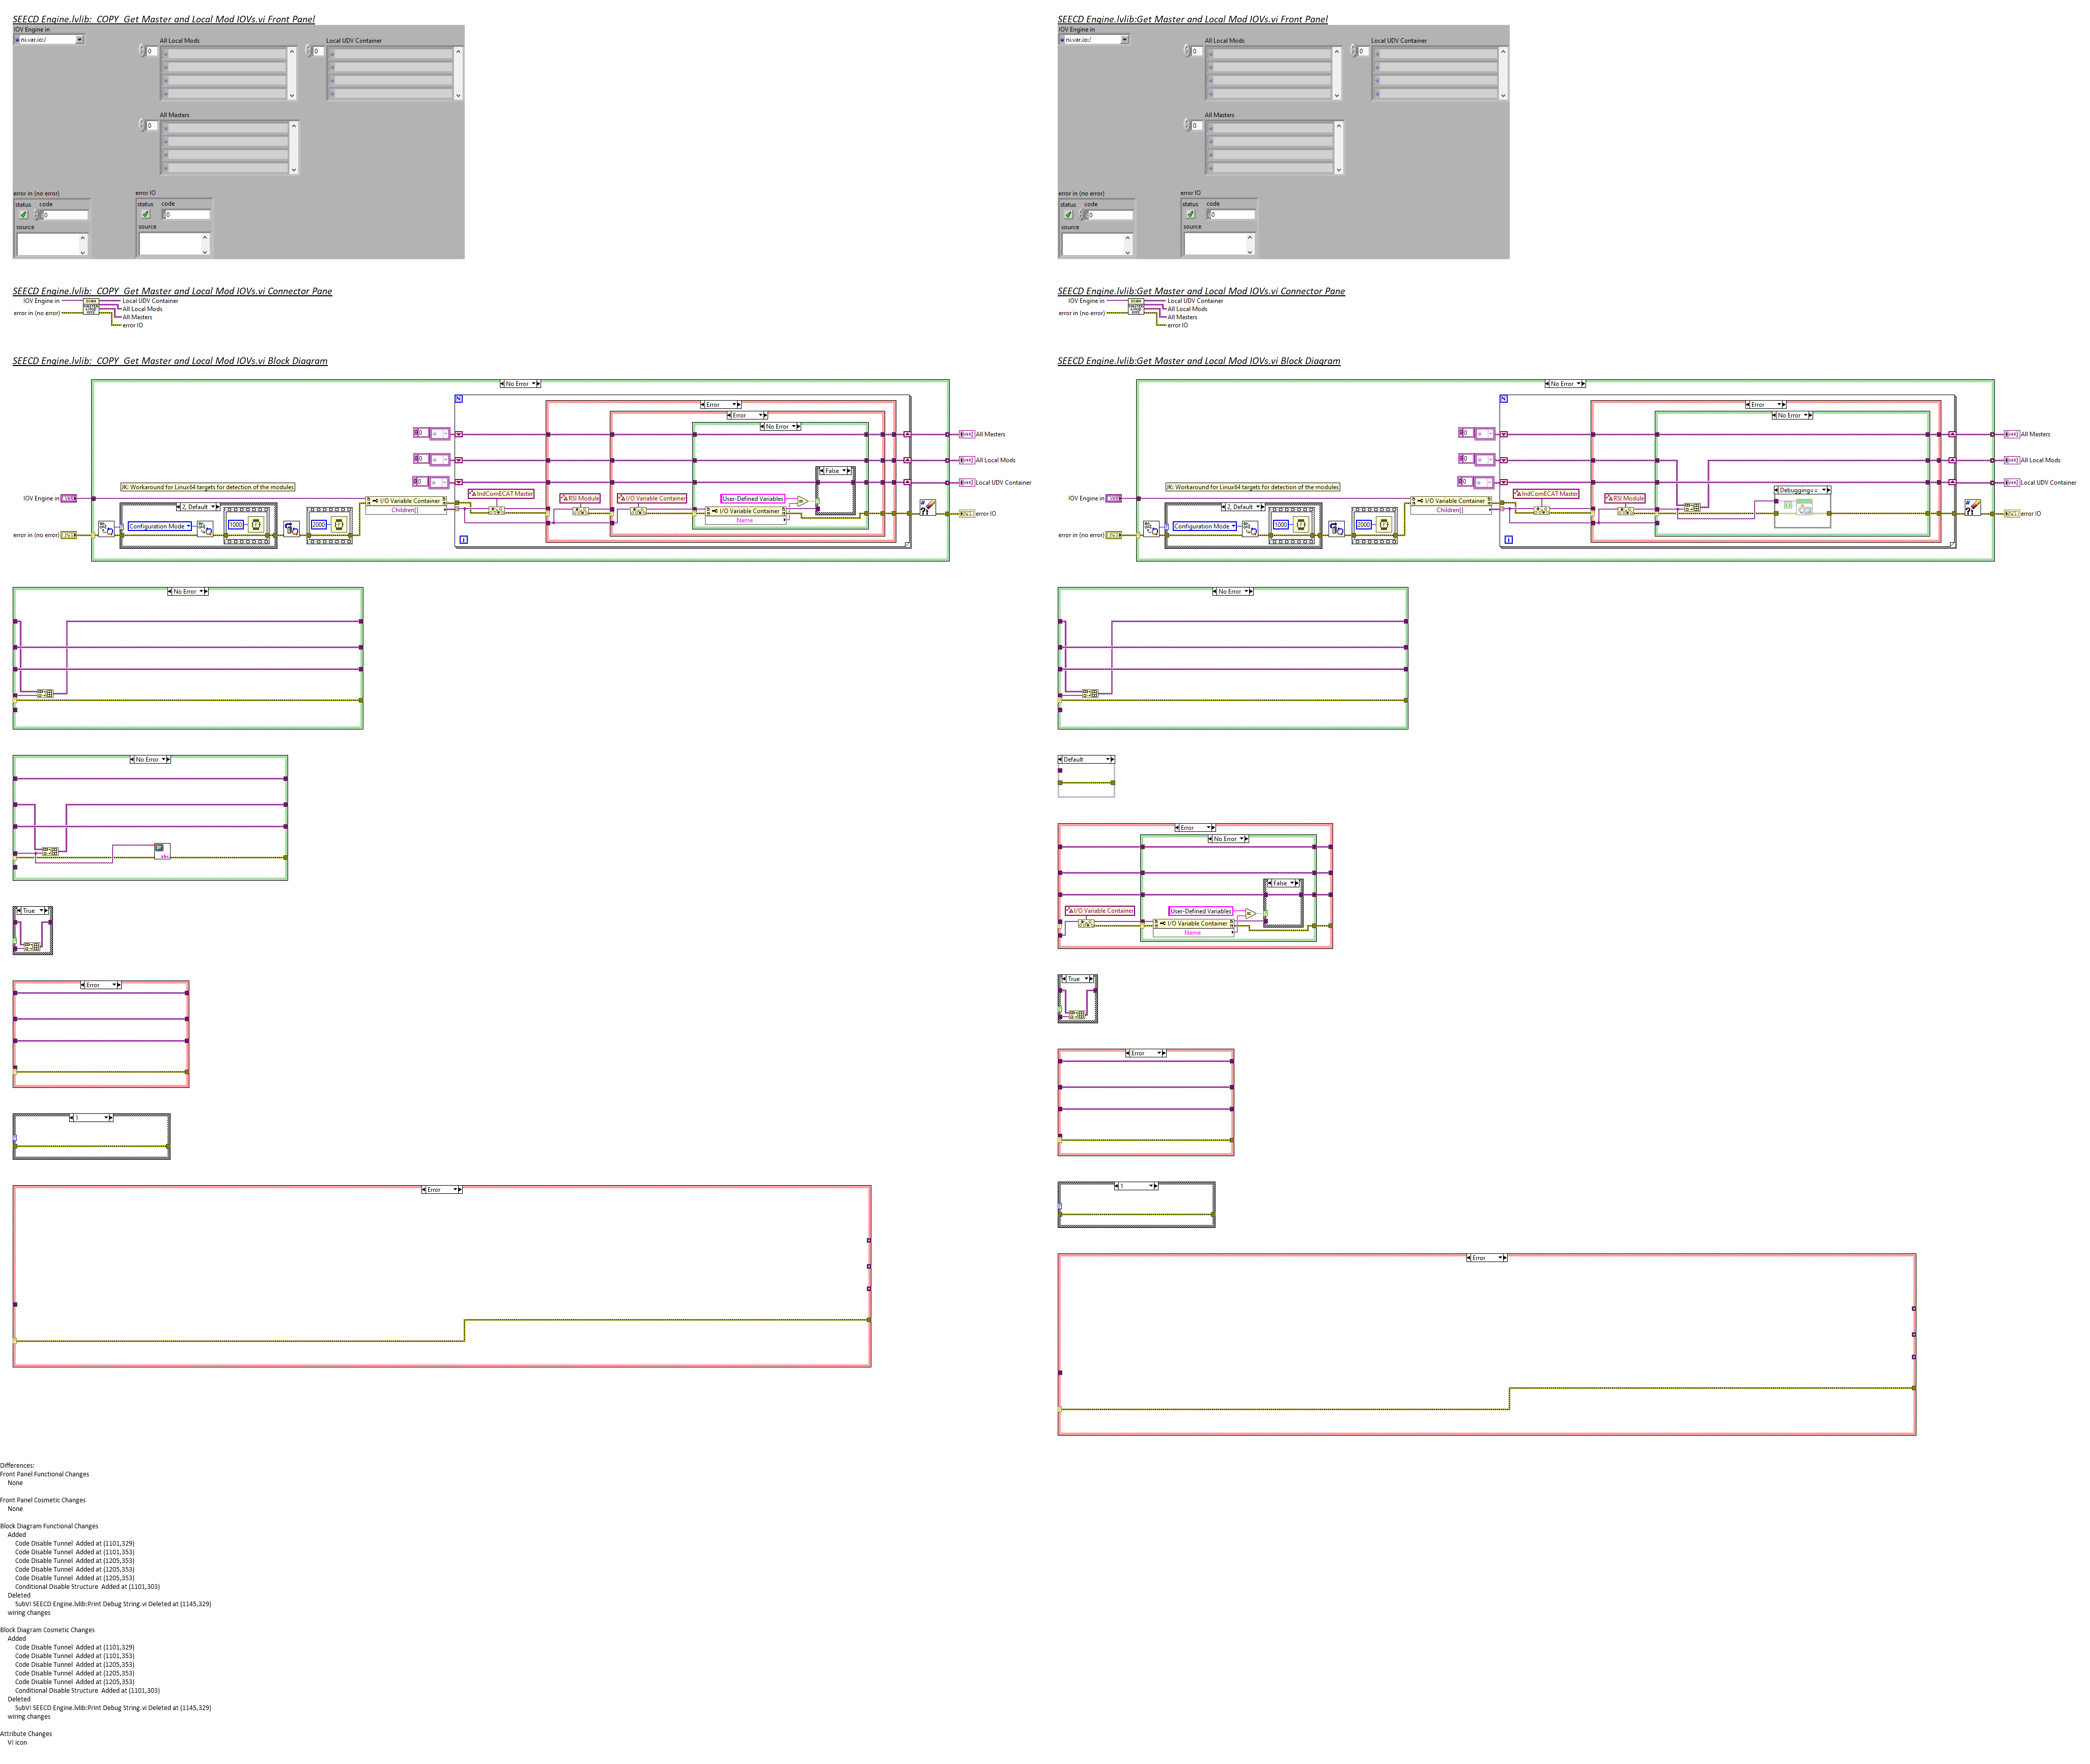 SEECD Engine.lvlib:  COPY  Get Master and Local Mod IOVs.vi Front Panel
IOV Engine in
ni.var.io:/
All Local Mods
Local UDV Container
0
0
All Masters
0
error in (no error)
error IO
status code
status code
0
0
source
source
SEECD Engine.lvlib:  COPY  Get Master and Local Mod IOVs.vi Connector Pane
IOV Engine in
Local UDV Container
All Local Mods
error in (no error)
All Masters
error IO
SEECD Engine.lvlib:  COPY  Get Master and Local Mod IOVs.vi Block Diagram
No Error
N
Error
Error
No Error
0
All Masters
0
All Local Mods
False
0
Local UDV Container
JK: Workaround for Linux64 targets for detection of the modules
IndComECAT Master
RSI Module
I/O Variable Container
User-Defined Variables
IOV Engine in
I/O Variable Container
Children[]
2, Default
I/O Variable Container
Name
error IO
Configuration Mode
1000
2000
error in (no error)
i
No Error
No Error
True
Error
1
Error
SEECD Engine.lvlib:Get Master and Local Mod IOVs.vi Front Panel
IOV Engine in
ni.var.io:/
All Local Mods
Local UDV Container
0
0
All Masters
0
error in (no error)
error IO
status code
status code
0
0
source
source
SEECD Engine.lvlib:Get Master and Local Mod IOVs.vi Connector Pane
IOV Engine in
Local UDV Container
All Local Mods
error in (no error)
All Masters
error IO
SEECD Engine.lvlib:Get Master and Local Mod IOVs.vi Block Diagram
No Error
N
Error
No Error
0
All Masters
0
All Local Mods
0
Local UDV Container
JK: Workaround for Linux64 targets for detection of the modules
IndComECAT Master
RSI Module
Debugging==
IOV Engine in
I/O Variable Container
Children[]
2, Default
error IO
Configuration Mode
1000
2000
error in (no error)
i
No Error
Default
Error
No Error
False
I/O Variable Container
User-Defined Variables
I/O Variable Container
Name
True
Error
1
Error
Differences:
Front Panel Functional Changes
None
Front Panel Cosmetic Changes
None
Block Diagram Functional Changes
Added
Code Disable Tunnel  Added at (1101,329)
Code Disable Tunnel  Added at (1101,353)
Code Disable Tunnel  Added at (1205,353)
Code Disable Tunnel  Added at (1205,353)
Code Disable Tunnel  Added at (1205,353)
Conditional Disable Structure  Added at (1101,303)
Deleted
SubVI SEECD Engine.lvlib:Print Debug String.vi Deleted at (1145,329)
wiring changes
Block Diagram Cosmetic Changes
Added
Code Disable Tunnel  Added at (1101,329)
Code Disable Tunnel  Added at (1101,353)
Code Disable Tunnel  Added at (1205,353)
Code Disable Tunnel  Added at (1205,353)
Code Disable Tunnel  Added at (1205,353)
Conditional Disable Structure  Added at (1101,303)
Deleted
SubVI SEECD Engine.lvlib:Print Debug String.vi Deleted at (1145,329)
wiring changes
Attribute Changes
VI icon